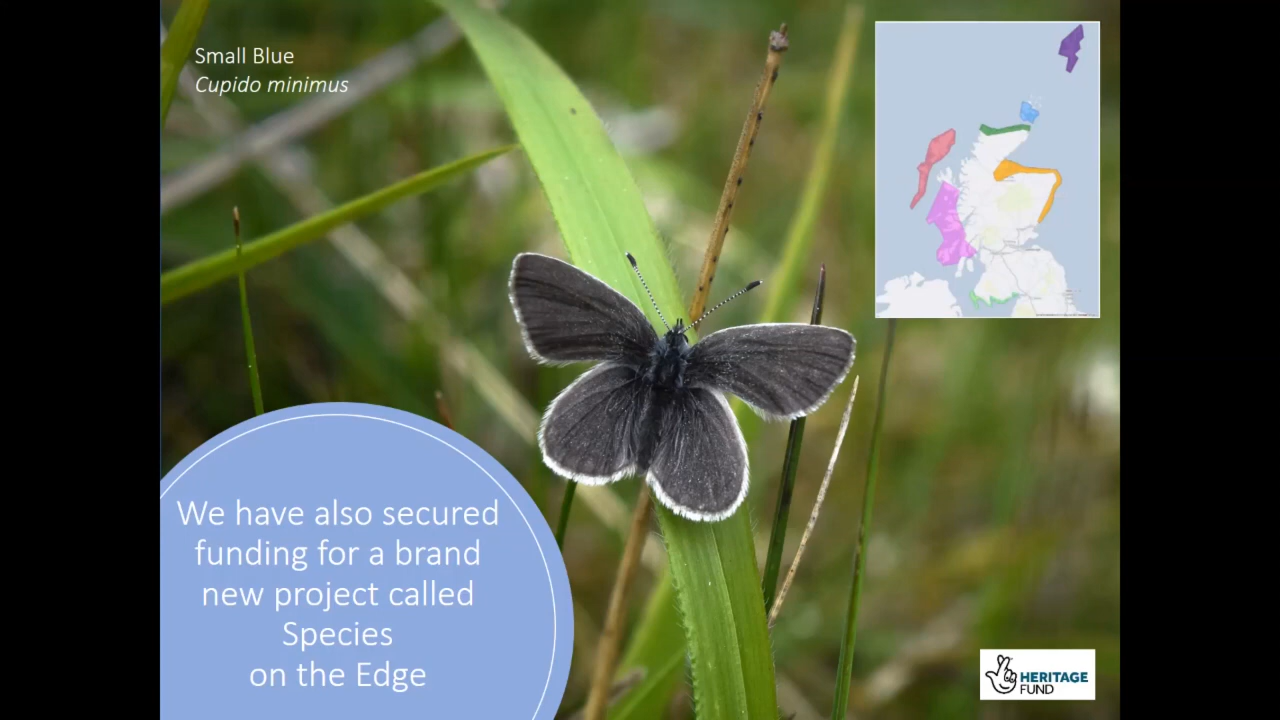 Small Blue
Cupido minimus
We have also secured
funding for a brand
new project called
Species
on the Edge
HERITAGE
FUND